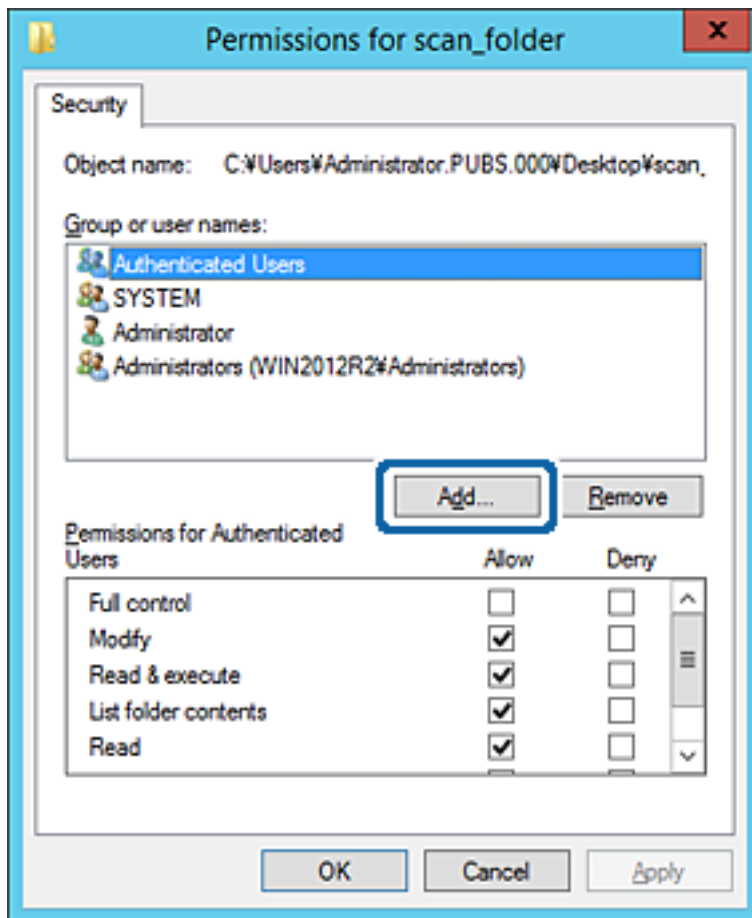 Permissions for scan_folder
Security
Object name: C:¥Users¥Administrator.PUBS.000¥Desktop¥scan_
Group or user names:
Authenticated Users
SYSTEM
Administrator
Administrators (WIN2012R2¥Administrators)
Add... Remove
Permissions for Authenticated
Users Allow Deny
Full control
Modify
Read & execute
List folder contents
Read
OK Cancel Apply